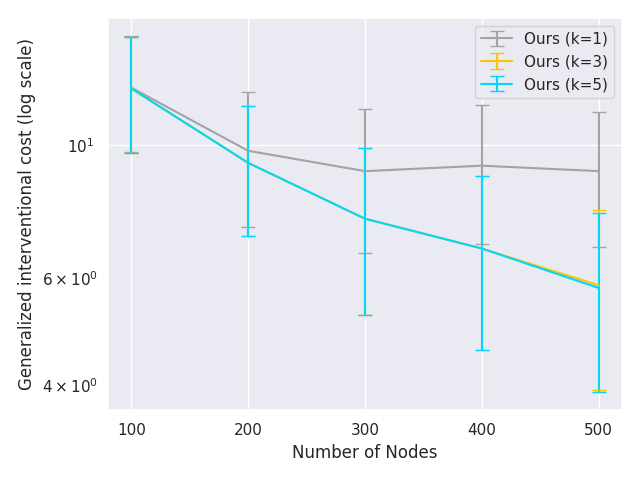 Generalized interventional cost (log scale)
10¹
6 × 10⁰
4 × 10⁰
Ours (k=1)
Ours (k=3)
Ours (k=5)
100 200 300 400 500
Number of Nodes